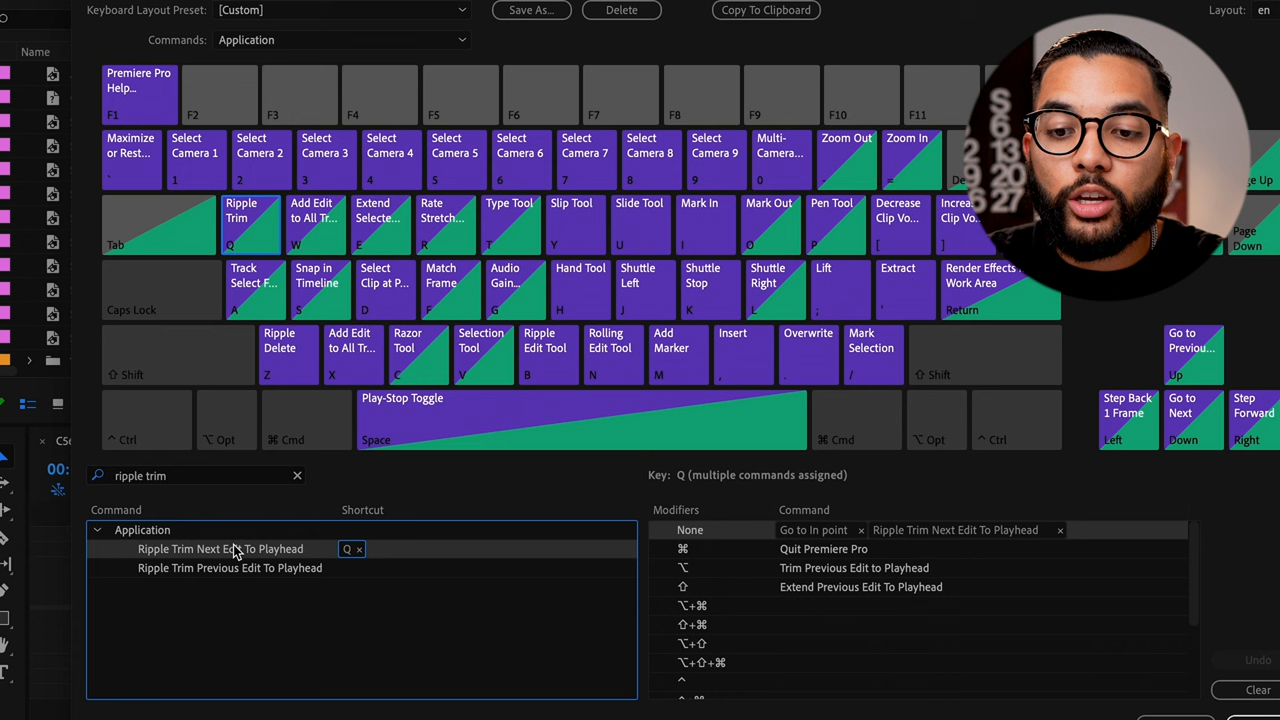 Keyboard Layout Preset: [Custom] Save As... Delete Copy To Clipboard Layout: en
Commands: Application
Name
Premiere Pro Help... F1 F2 F3 F4 F5 F6 F7 F8 F9 F10 F11
Maximize or Rest... ` Select Camera 1 1 Select Camera 2 2 Select Camera 3 3 Select Camera 4 4 Select Camera 5 5 Select Camera 6 6 Select Camera 7 7 Select Camera 8 8 Select Camera 9 9 Multi-Camera... 0 Zoom Out - Zoom In = ge Up
Tab Ripple Trim Q Add Edit to All Tr... W Extend Selecte... E Rate Stretch... R Type Tool T Slip Tool Y Slide Tool U Mark In I Mark Out O Pen Tool P Decrease Clip Vo... [ Increa Clip Vo ] Page Down
Caps Lock Track Select F... A Snap in Timeline S Select Clip at P... D Match Frame F Audio Gain... G Hand Tool H Shuttle Left J Shuttle Stop K Shuttle Right L Lift ; Extract ' Render Effects Work Area Return
⇧ Shift Ripple Delete Z Add Edit to All Tr... X Razor Tool C Selection Tool V Ripple Edit Tool B Rolling Edit Tool N Add Marker M Insert , Overwrite . Mark Selection / ⇧ Shift Go to Previou... Up
^ Ctrl ⌥ Opt ⌘ Cmd Play-Stop Toggle Space ⌘ Cmd ⌥ Opt ^ Ctrl Step Back 1 Frame Left Go to Next Down Step Forward Right
00:
ripple trim
Key: Q (multiple commands assigned)
Command Shortcut
Modifiers Command
Application
None Go to In point × Ripple Trim Next Edit To Playhead ×
Ripple Trim Next Edit To Playhead Q ×
⌘ Quit Premiere Pro
Ripple Trim Previous Edit To Playhead
⌥ Trim Previous Edit to Playhead
⇧ Extend Previous Edit To Playhead
⌥+⌘
⇧+⌘
⌥+⇧
⌥+⇧+⌘
^
Undo
Clear